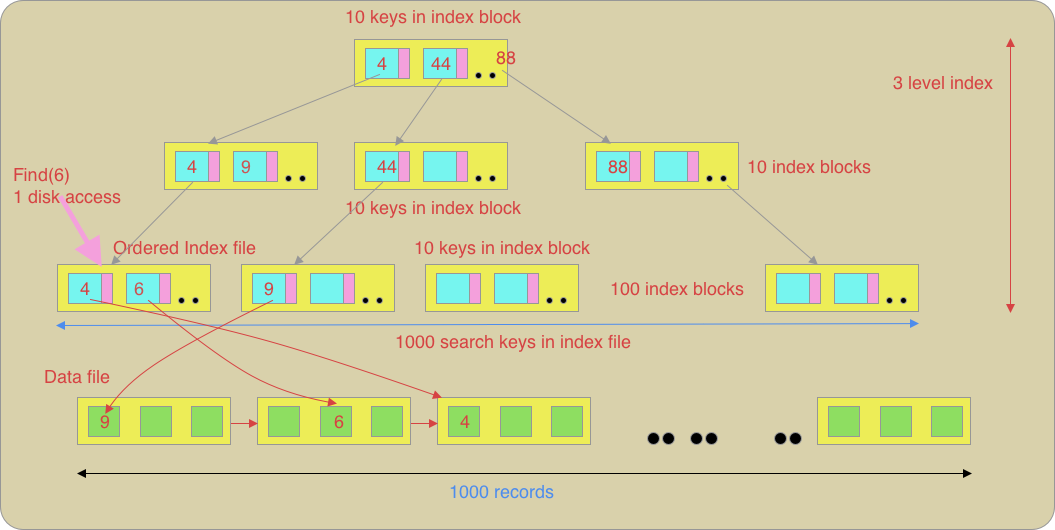 10 keys in index block
4 44 88
3 level index
4 9 44 88 10 index blocks
Find(6)
1 disk access
10 keys in index block
Ordered Index file 10 keys in index block
4 6 9 100 index blocks
1000 search keys in index file
Data file
9 6 4
1000 records